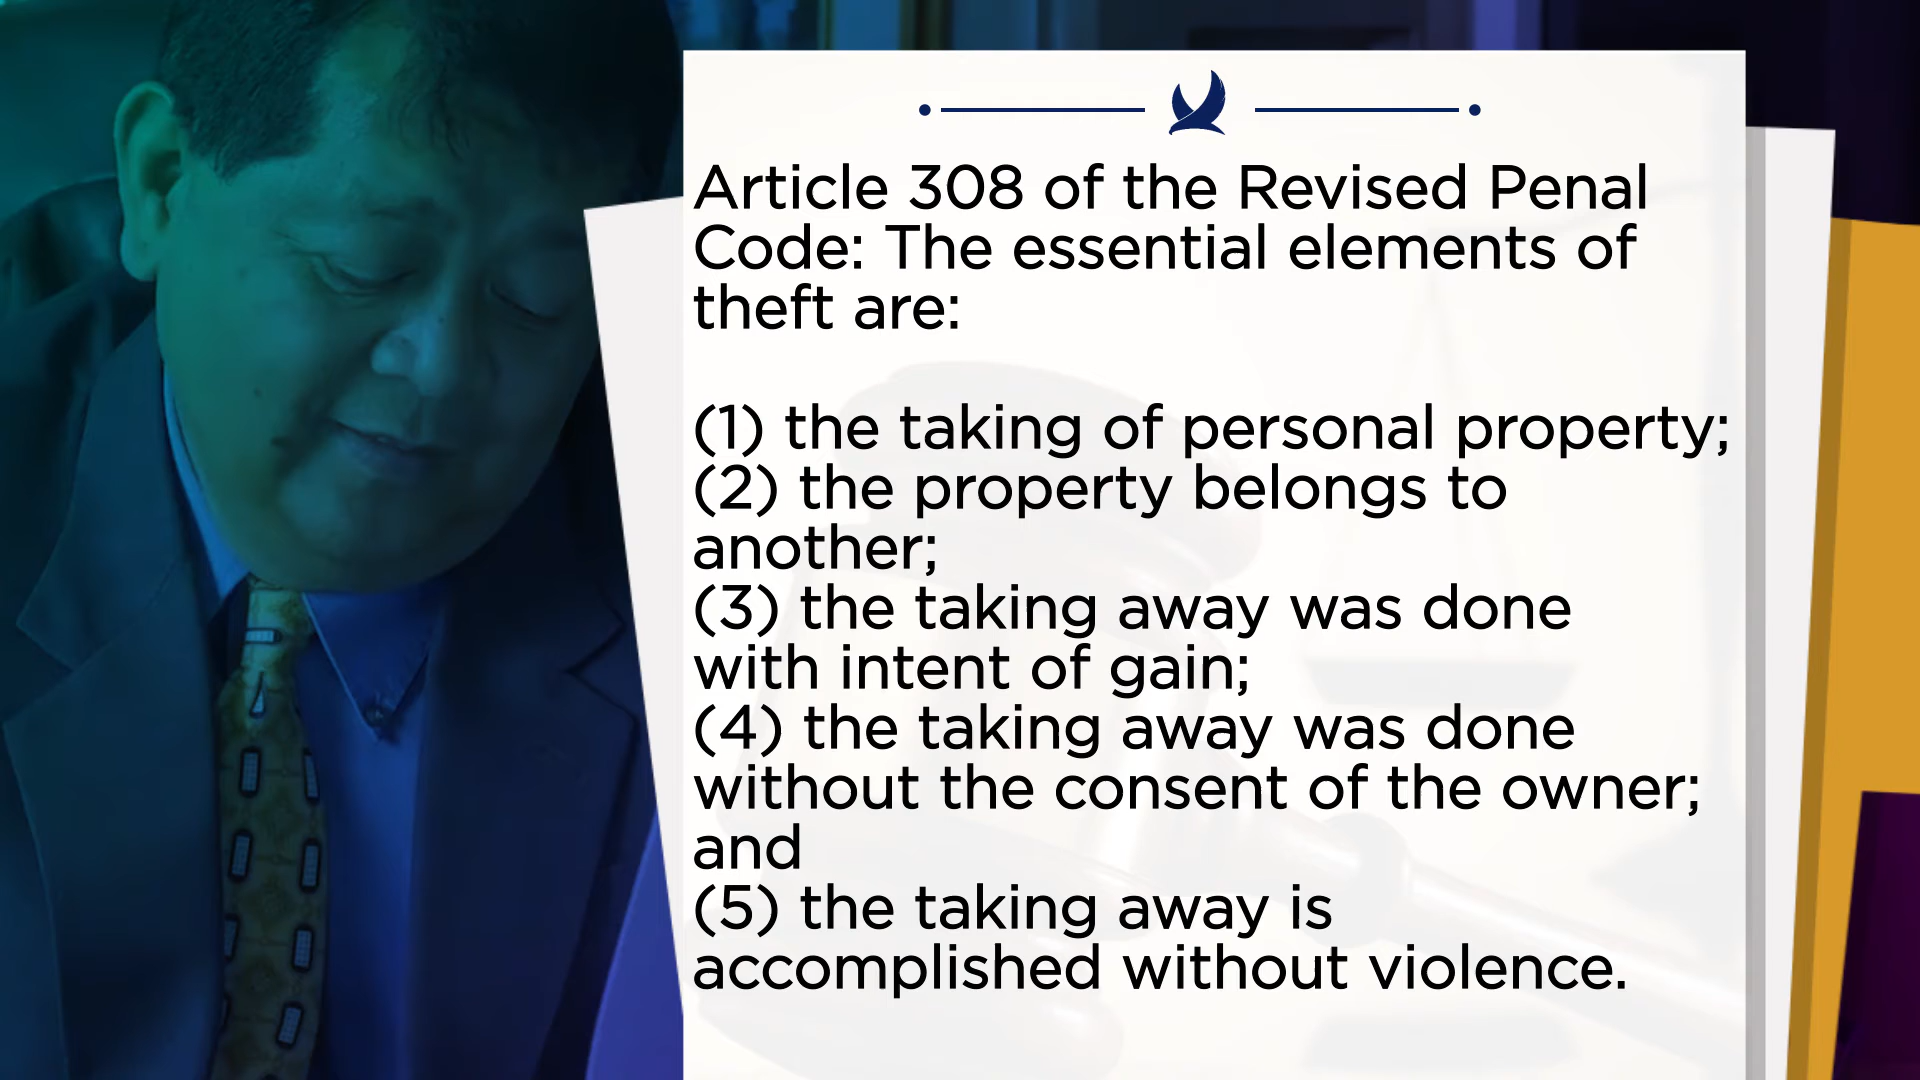 Article 308 of the Revised Penal
Code: The essential elements of
theft are:
(1) the taking of personal property;
(2) the property belongs to
another;
(3) the taking away was done
with intent of gain;
(4) the taking away was done
without the consent of the owner;
and
(5) the taking away is
accomplished without violence.